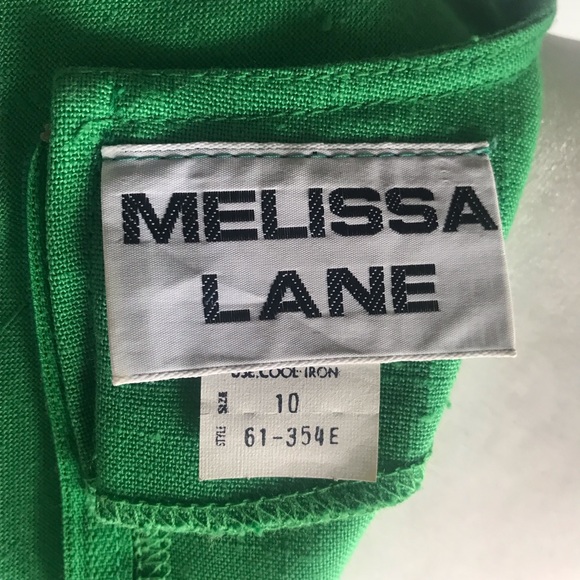 MELISSA
LANE
USE COOL IRON
SIZE 10
STYLE 61-354E